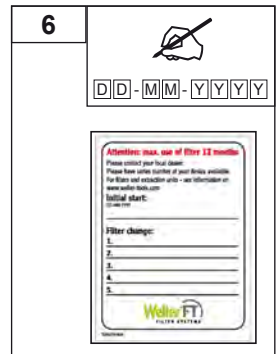 6
DD-MM-YYYY
Attention: max. use of filter 12 months
Please contact your local dealer.
Please have series number of your device available.
For filters and extraction units - see information on
www.weller-tools.com
Initial start:
Filter change:
1.
2.
3.
4.
5.
Weller FT
FILTER SYSTEMS